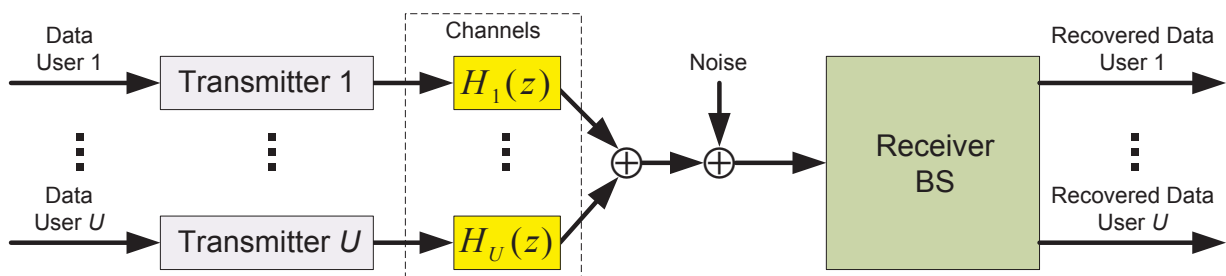 Data
User 1
Transmitter 1
Channels
H₁(z)
Noise
Receiver
BS
Recovered Data
User 1
Data
User U
Transmitter U
H_U(z)
Recovered Data
User U